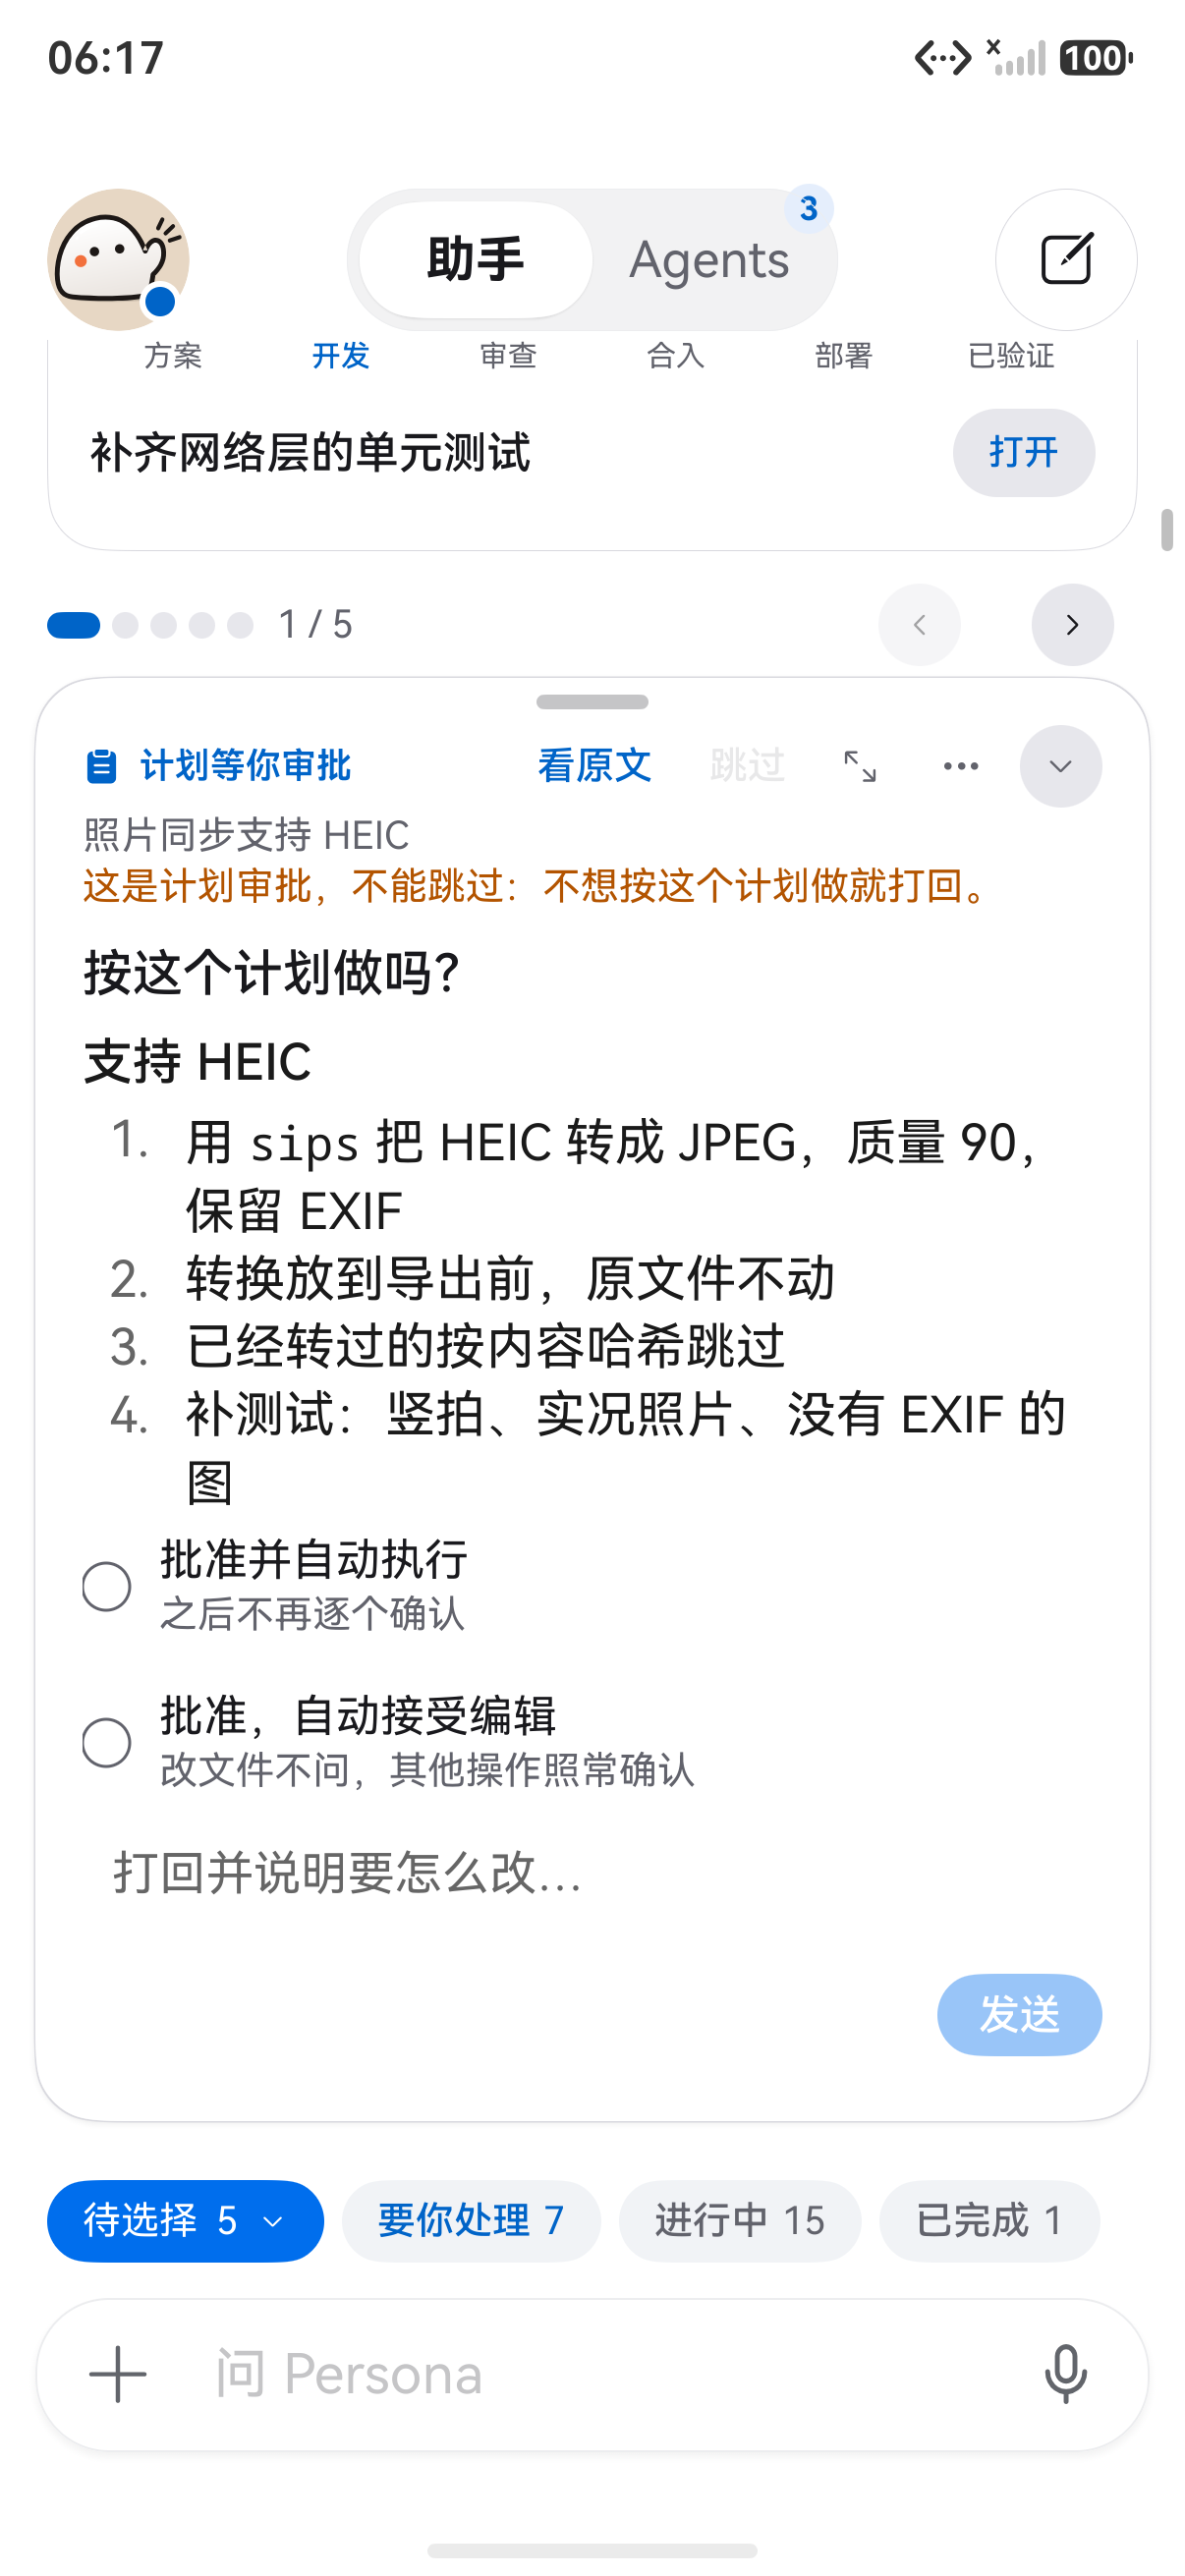 06:17
100
助手
Agents
3
方案
开发
审查
合入
部署
已验证
补齐网络层的单元测试
打开
1 / 5
计划等你审批
看原文
跳过
照片同步支持 HEIC
这是计划审批，不能跳过：不想按这个计划做就打回。
按这个计划做吗？
支持 HEIC
1. 用 sips 把 HEIC 转成 JPEG，质量 90，
保留 EXIF
2. 转换放到导出前，原文件不动
3. 已经转过的按内容哈希跳过
4. 补测试：竖拍、实况照片、没有 EXIF 的
图
批准并自动执行
之后不再逐个确认
批准，自动接受编辑
改文件不问，其他操作照常确认
打回并说明要怎么改…
发送
待选择 5
要你处理 7
进行中 15
已完成 1
问 Persona